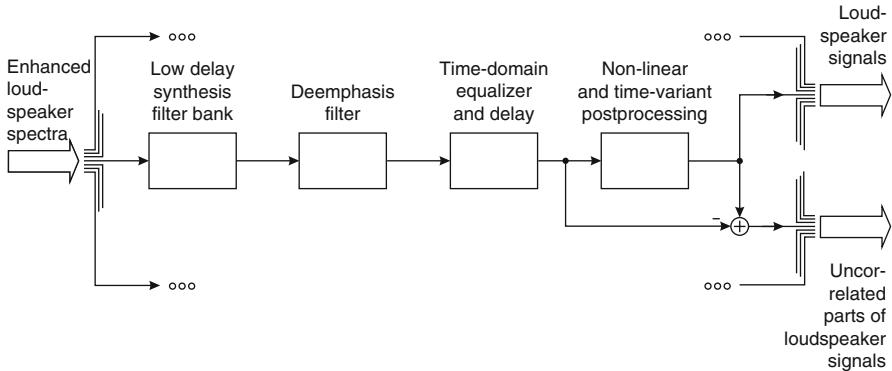 Enhanced
loud-
speaker
spectra
Low delay
synthesis
filter bank
Deemphasis
filter
Time-domain
equalizer
and delay
Non-linear
and time-variant
postprocessing
Loud-
speaker
signals
-
+
Uncor-
related
parts of
loudspeaker
signals